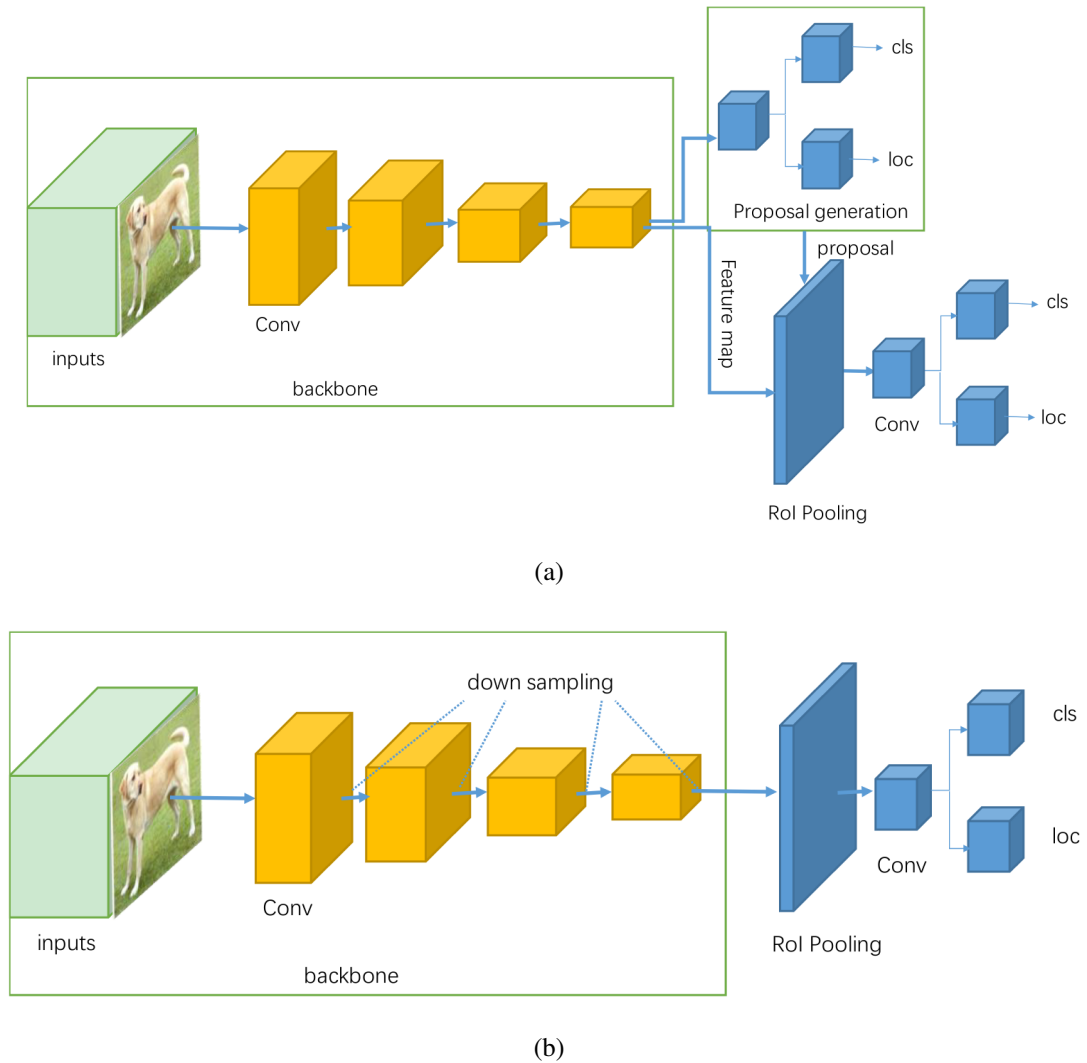 cls
loc
Proposal generation
proposal
Feature map
cls
Conv
inputs
backbone
Conv
loc
RoI Pooling
(a)
down sampling
cls
loc
Conv
Conv
inputs
RoI Pooling
backbone
(b)